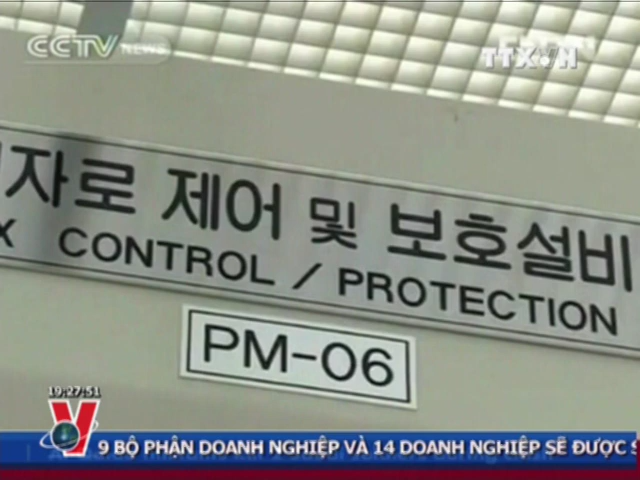 CCTV NEWS
TTXVN
자로 제어 및 보호설비
X CONTROL / PROTECTION
PM-06
19:27:51
V
9 BỘ PHẬN DOANH NGHIỆP VÀ 14 DOANH NGHIỆP SẼ ĐƯỢC